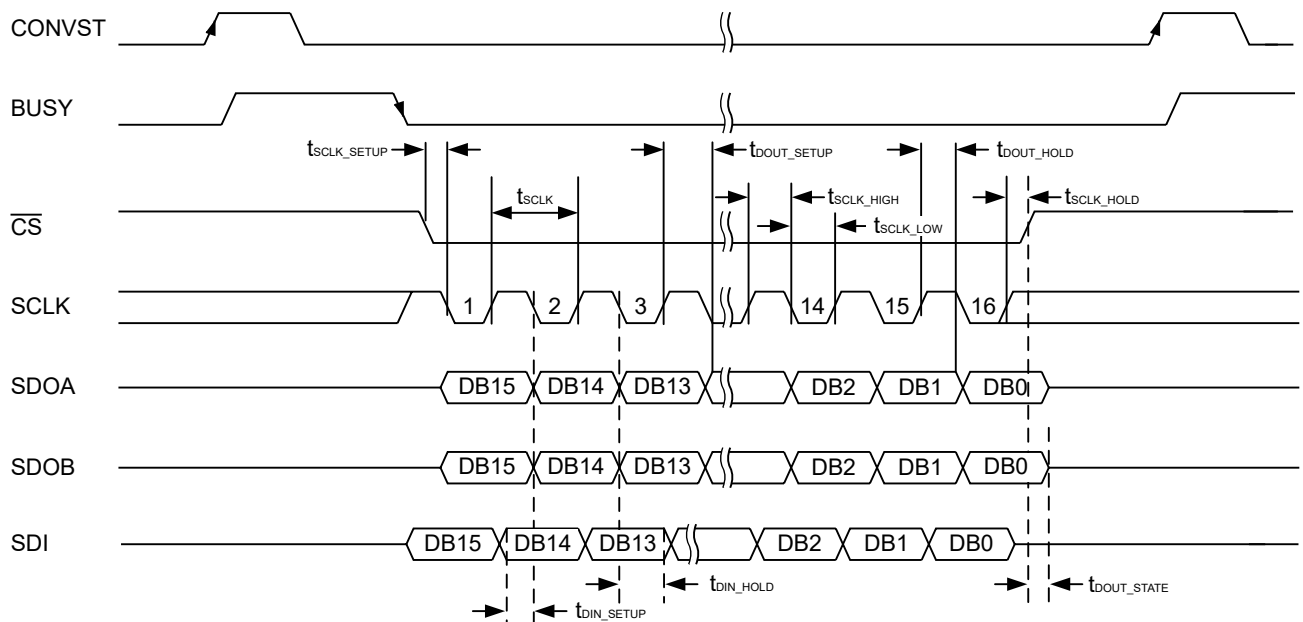 CONVST
BUSY
tSCLK_SETUP
tDOUT_SETUP
tDOUT_HOLD
tSCLK
tSCLK_HIGH
tSCLK_HOLD
CS
tSCLK_LOW
SCLK 1 2 3 14 15 16
SDOA DB15 DB14 DB13 DB2 DB1 DB0
SDOB DB15 DB14 DB13 DB2 DB1 DB0
SDI DB15 DB14 DB13 DB2 DB1 DB0
tDIN_HOLD
tDOUT_STATE
tDIN_SETUP